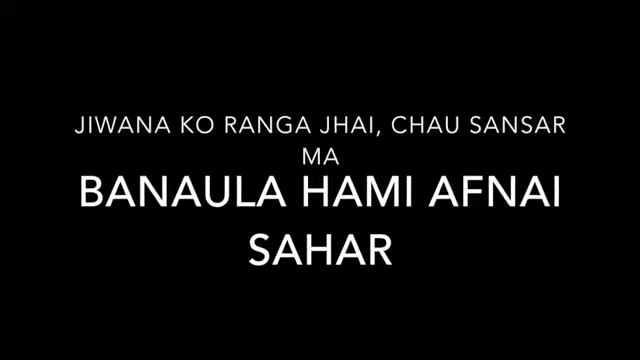 JIWANA KO RANGA JHAI, CHAU SANSAR
MA
BANAULA HAMI AFNAI
SAHAR